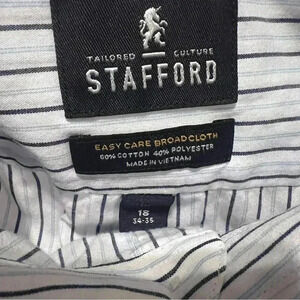 TAILORED CULTURE
STAFFORD
EASY CARE BROADCLOTH
60% COTTON 40% POLYESTER
MADE IN VIETNAM
18
34-35